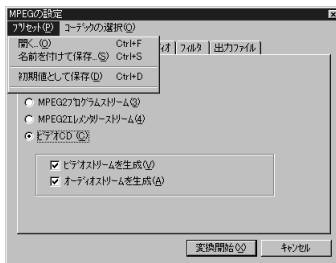 MPEGの設定
プリセット(P) コーデックの選択(O)
開く...(O) Ctrl+F
名前を付けて保存...(S) Ctrl+S
初期値として保存(D) Ctrl+D
オ | フィルタ | 出力ファイル
MPEG2プログラムストリーム(3)
MPEG2エレメンタリーストリーム(4)
ビデオCD (C)
ビデオストリームを生成(V)
オーディオストリームを生成(A)
変換開始(X) キャンセル